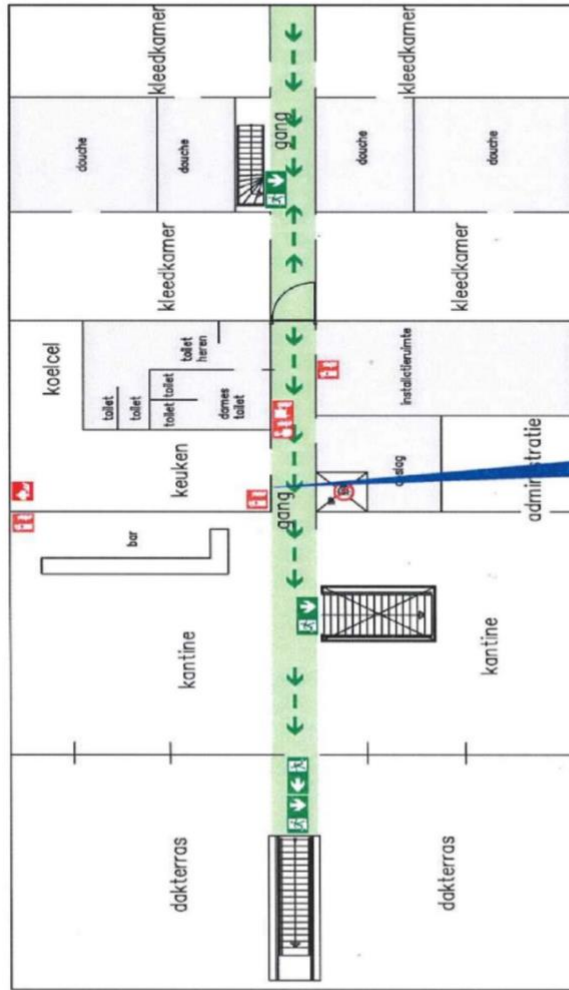 kleedkamer
kleedkamer
douche
douche
gang
douche
douche
kleedkamer
kleedkamer
koelcel
toilet
heren
toilet
toilet
toilet
toilet
dames
toilet
installatieruimte
keuken
gang
administratie
bar
kantine
kantine
dakterras
dakterras